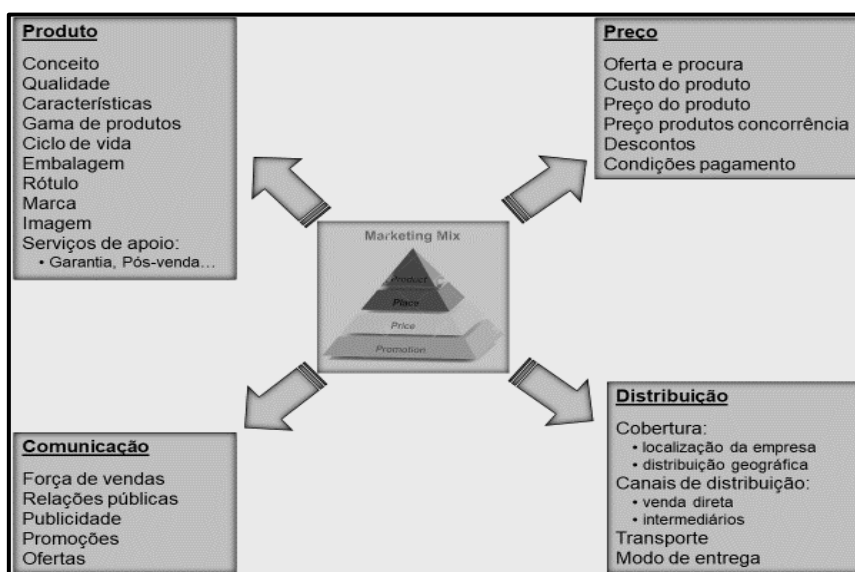 Produto
Conceito
Qualidade
Características
Gama de produtos
Ciclo de vida
Embalagem
Rótulo
Marca
Imagem
Serviços de apoio:
• Garantia, Pós-venda...
Preço
Oferta e procura
Custo do produto
Preço do produto
Preço produtos concorrência
Descontos
Condições pagamento
Marketing Mix
Product
Place
Price
Promotion
Comunicação
Força de vendas
Relações públicas
Publicidade
Promoções
Ofertas
Distribuição
Cobertura:
• localização da empresa
• distribuição geográfica
Canais de distribuição:
• venda direta
• intermediários
Transporte
Modo de entrega